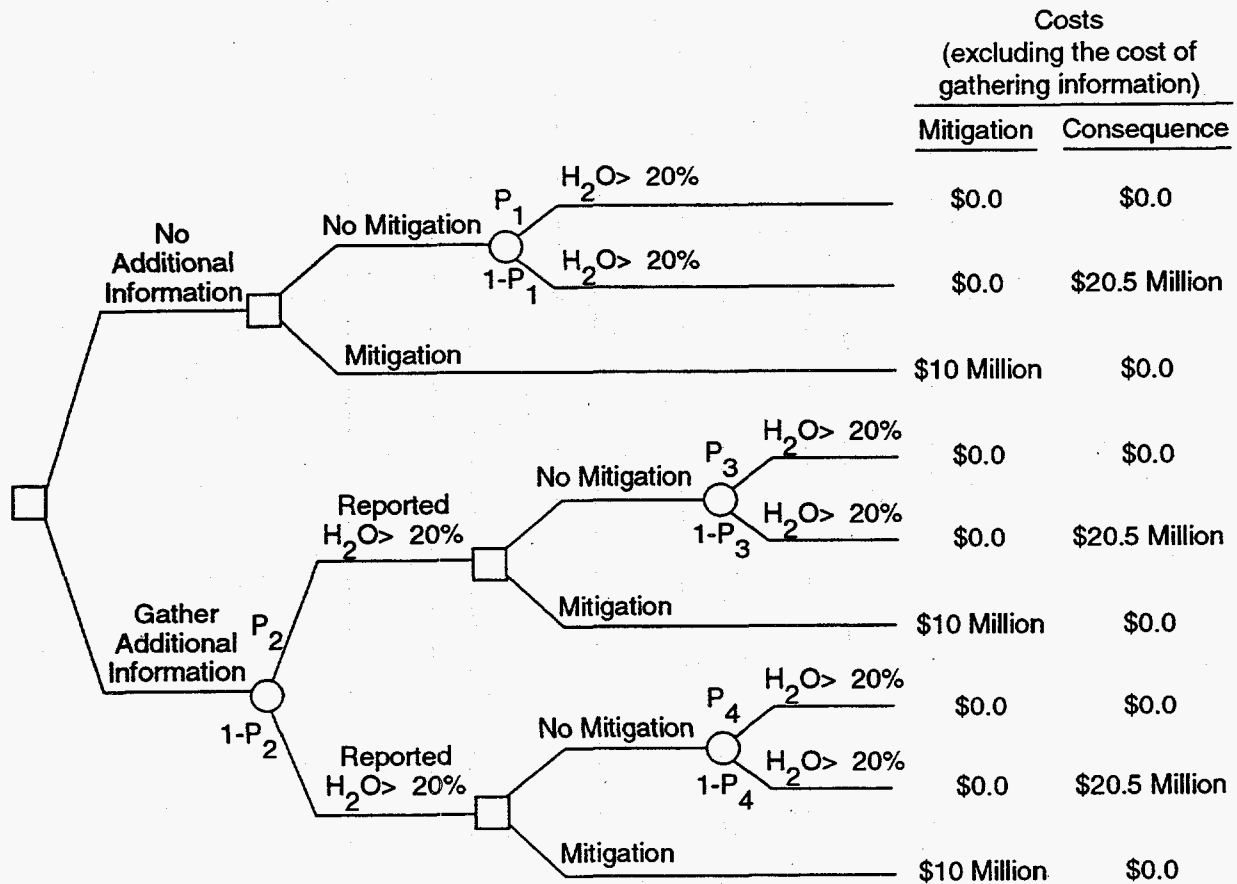 Costs
(excluding the cost of
gathering information)
Mitigation Consequence
H2O> 20%
P1
$0.0 $0.0
No Mitigation
No
Additional
Information
H2O> 20%
1-P1
$0.0 $20.5 Million
Mitigation
$10 Million $0.0
H2O> 20%
P3
$0.0 $0.0
No Mitigation
Reported
H2O> 20%
H2O> 20%
1-P3
$0.0 $20.5 Million
Mitigation
$10 Million $0.0
Gather
Additional
Information
P2
1-P2
H2O> 20%
P4
$0.0 $0.0
No Mitigation
Reported
H2O> 20%
H2O> 20%
1-P4
$0.0 $20.5 Million
Mitigation
$10 Million $0.0